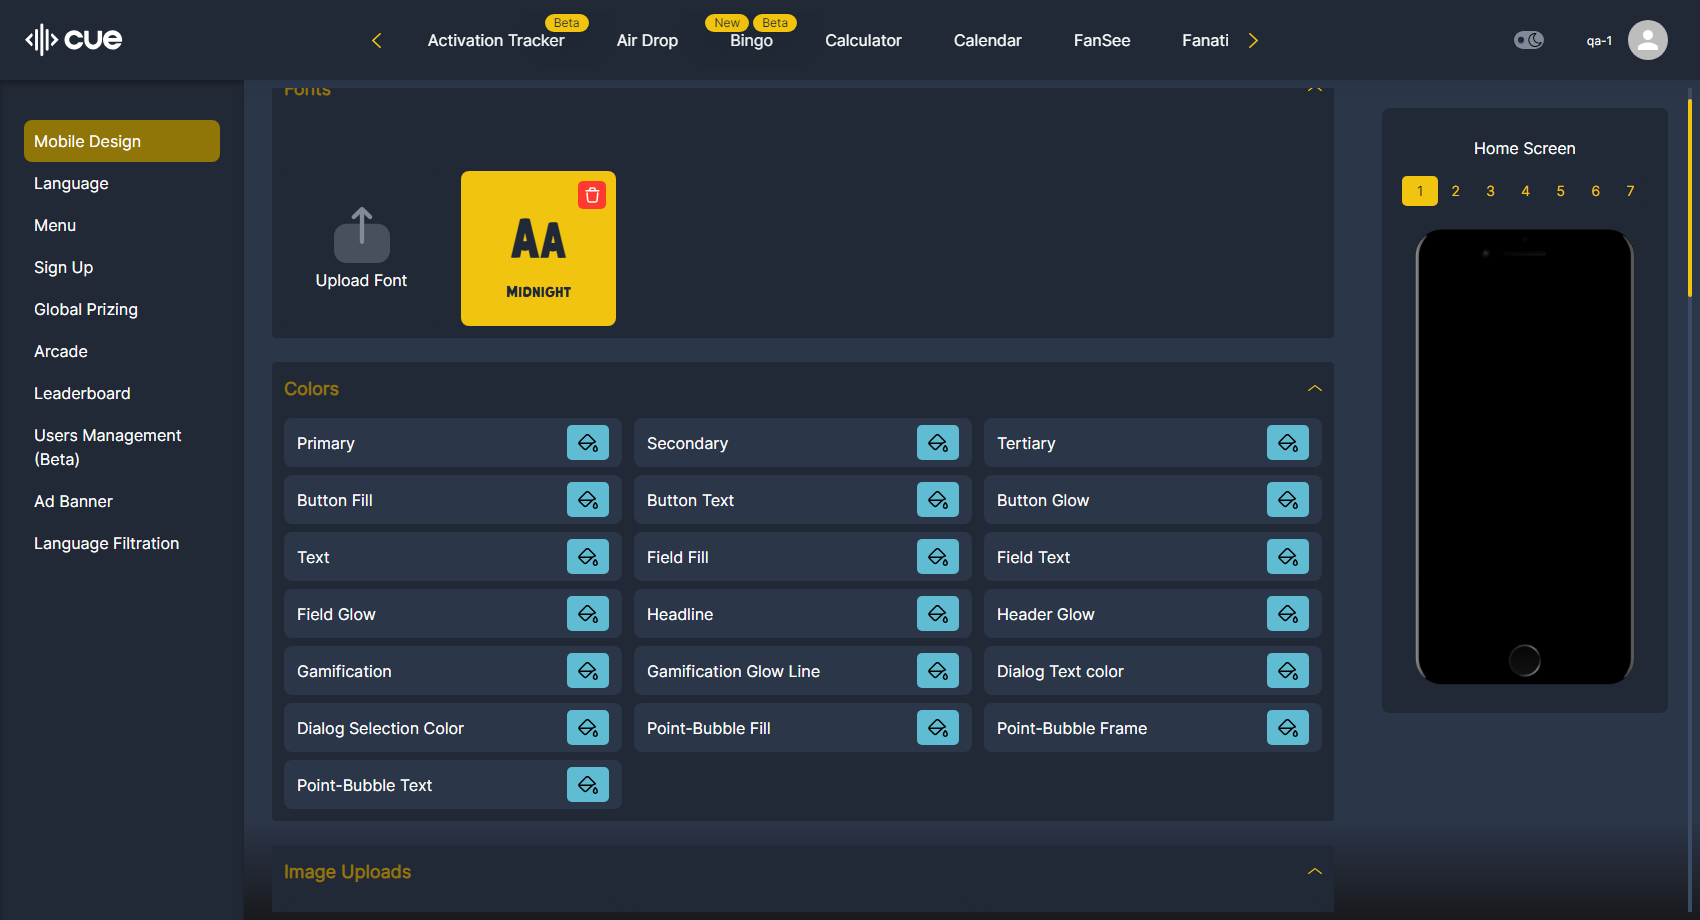 cue
Activation Tracker
Beta
Air Drop
New
Beta
Bingo
Calculator
Calendar
FanSee
Fanati
qa-1
Mobile Design
Language
Menu
Sign Up
Global Prizing
Arcade
Leaderboard
Users Management
(Beta)
Ad Banner
Language Filtration
Fonts
Upload Font
AA
MIDNIGHT
Colors
Primary
Secondary
Tertiary
Button Fill
Button Text
Button Glow
Text
Field Fill
Field Text
Field Glow
Headline
Header Glow
Gamification
Gamification Glow Line
Dialog Text color
Dialog Selection Color
Point-Bubble Fill
Point-Bubble Frame
Point-Bubble Text
Image Uploads
Home Screen
1 2 3 4 5 6 7